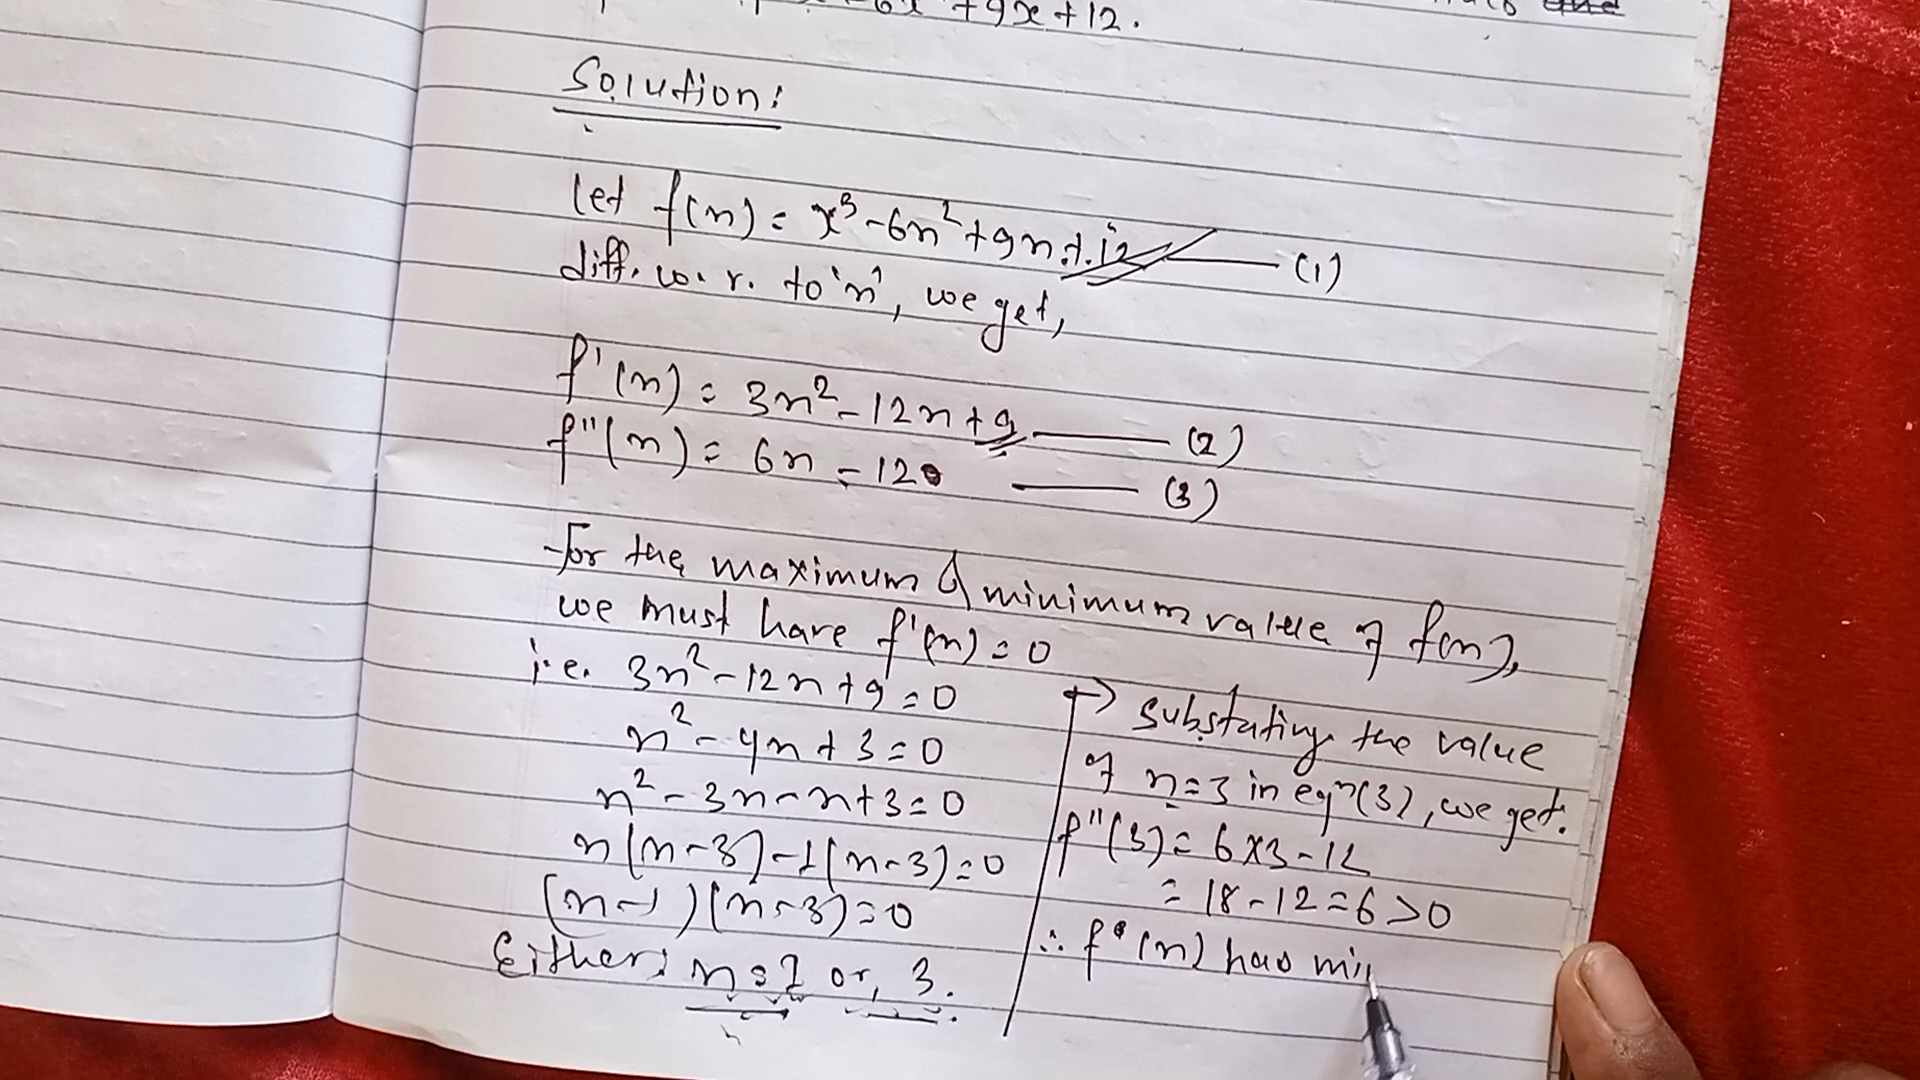 +9x+12.
Solution:
let f(x) = x³-6x²+9x+12 —— (1)
diff. w. r. to 'x', we get,
f'(x) = 3x²-12x+9 —— (2)
f''(x) = 6x-12 —— (3)
For the maximum & minimum value of f(x),
we must have f'(x)=0
i.e. 3x²-12x+9=0
x²-4x+3=0
x²-3x-x+3=0
x(x-3)-1(x-3)=0
(x-1)(x-3)=0
Either, x=1 or, 3.
→ substating the value
of x=3 in eqn(3), we get.
f''(3)= 6×3-12
= 18-12=6>0
∴ f(x) has min